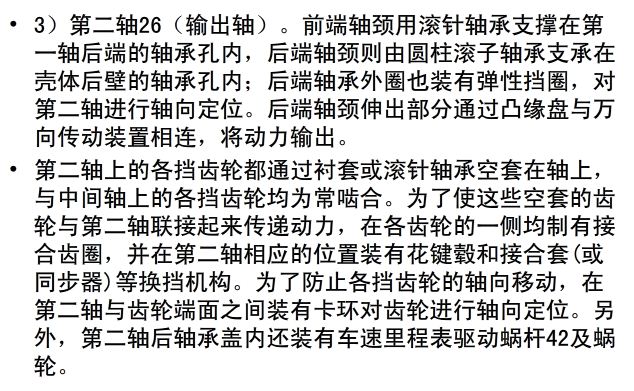 • 3）第二轴26（输出轴）。前端轴颈用滚针轴承支撑在第
一轴后端的轴承孔内，后端轴颈则由圆柱滚子轴承支承在
壳体后壁的轴承孔内；后端轴承外圈也装有弹性挡圈，对
第二轴进行轴向定位。后端轴颈伸出部分通过凸缘盘与万
向传动装置相连，将动力输出。
• 第二轴上的各挡齿轮都通过衬套或滚针轴承空套在轴上，
与中间轴上的各挡齿轮均为常啮合。为了使这些空套的齿
轮与第二轴联接起来传递动力，在各齿轮的一侧均制有接
合齿圈，并在第二轴相应的位置装有花键毂和接合套(或
同步器)等换挡机构。为了防止各挡齿轮的轴向移动，在
第二轴与齿轮端面之间装有卡环对齿轮进行轴向定位。另
外，第二轴后轴承盖内还装有车速里程表驱动蜗杆42及蜗
轮。